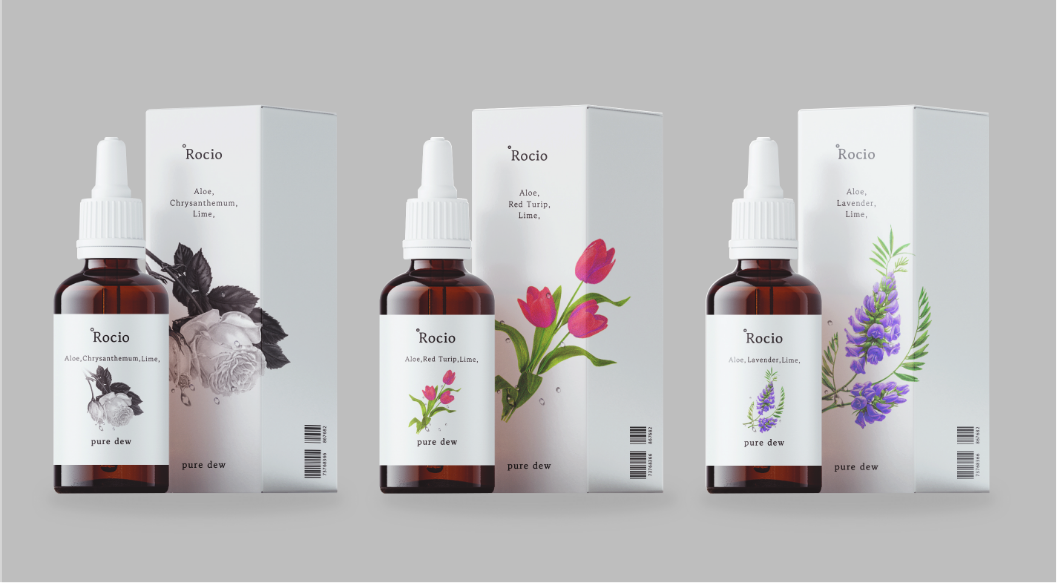 °Rocio
Aloe,
Chrysanthemum,
Lime,
°Rocio
Aloe,Chrysanthemum,Lime,
pure dew
pure dew
°Rocio
Aloe,
Red Turip,
Lime,
°Rocio
Aloe,Red Turip,Lime,
pure dew
pure dew
°Rocio
Aloe,
Lavender,
Lime,
°Rocio
Aloe,Lavender,Lime,
pure dew
pure dew